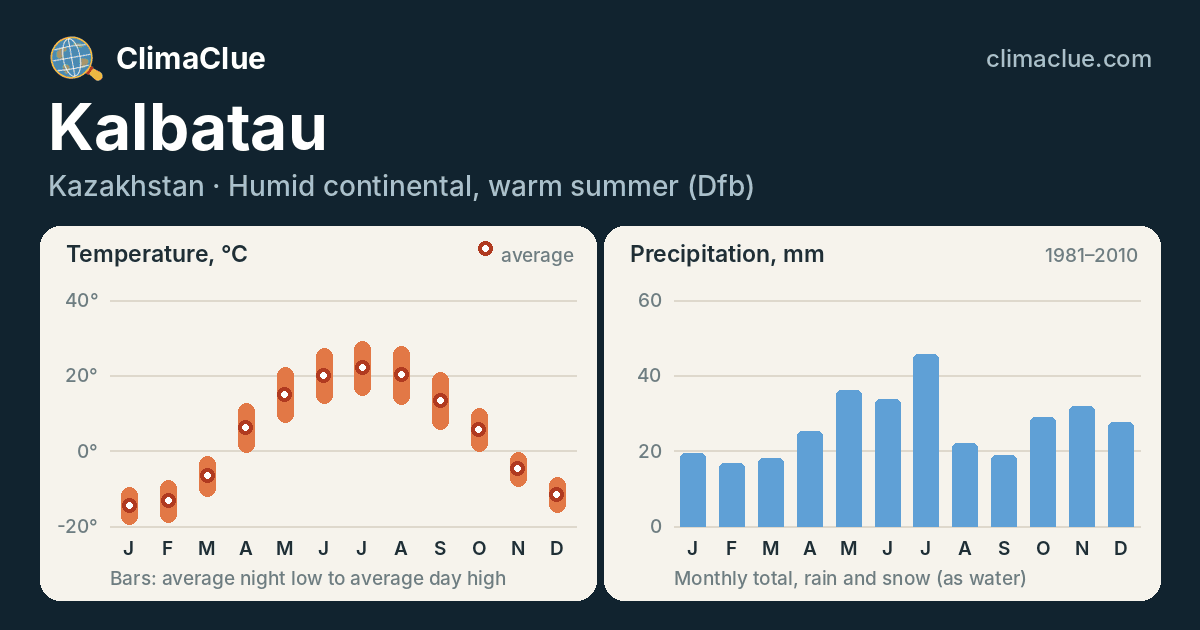 ClimaClue
climaclue.com
Kalbatau
Kazakhstan · Humid continental, warm summer (Dfb)
Temperature, °C
average
40°
20°
0°
-20°
J F M A M J J A S O N D
Bars: average night low to average day high
Precipitation, mm
1981–2010
60
40
20
0
J F M A M J J A S O N D
Monthly total, rain and snow (as water)